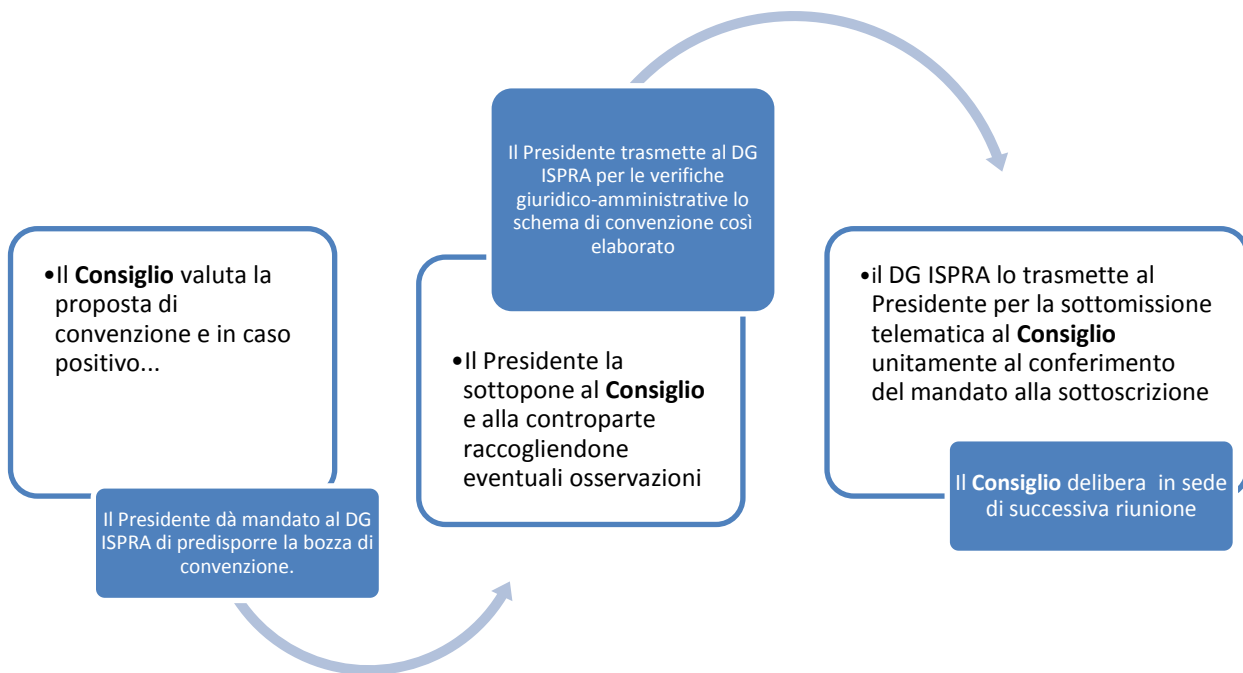 •Il Consiglio valuta la
proposta di
convenzione e in caso
positivo...
Il Presidente dà mandato al DG
ISPRA di predisporre la bozza di
convenzione.
•Il Presidente la
sottopone al Consiglio
e alla controparte
raccogliendone
eventuali osservazioni
Il Presidente trasmette al DG
ISPRA per le verifiche
giuridico-amministrative lo
schema di convenzione così
elaborato
•il DG ISPRA lo trasmette al
Presidente per la sottomissione
telematica al Consiglio
unitamente al conferimento
del mandato alla sottoscrizione
Il Consiglio delibera in sede
di successiva riunione